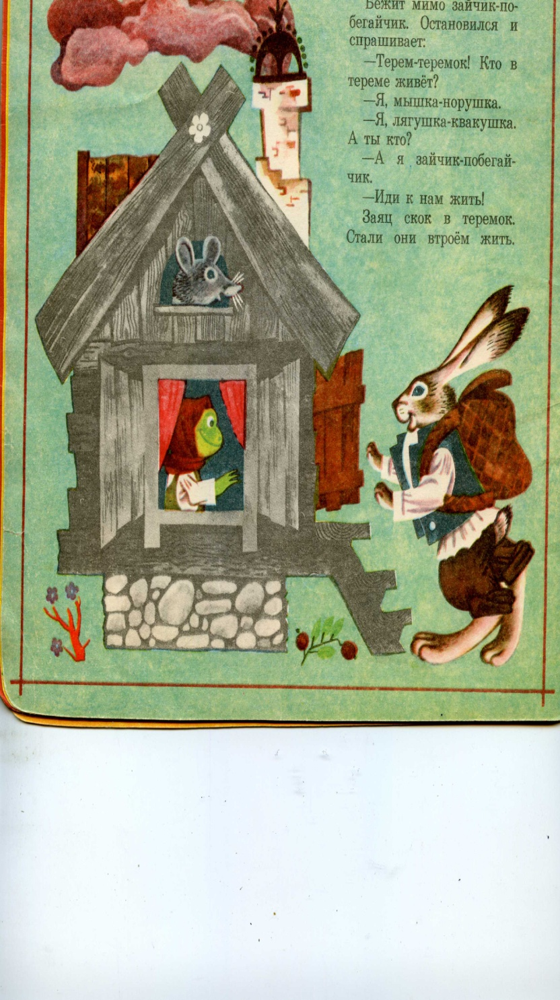 Бежит мимо зайчик-по-
бегайчик. Остановился и
спрашивает:
—Терем-теремок! Кто в
тереме живёт?
—Я, мышка-норушка.
—Я, лягушка-квакушка.
А ты кто?
—А я зайчик-побегай-
чик.
—Иди к нам жить!
Заяц скок в теремок.
Стали они втроём жить.